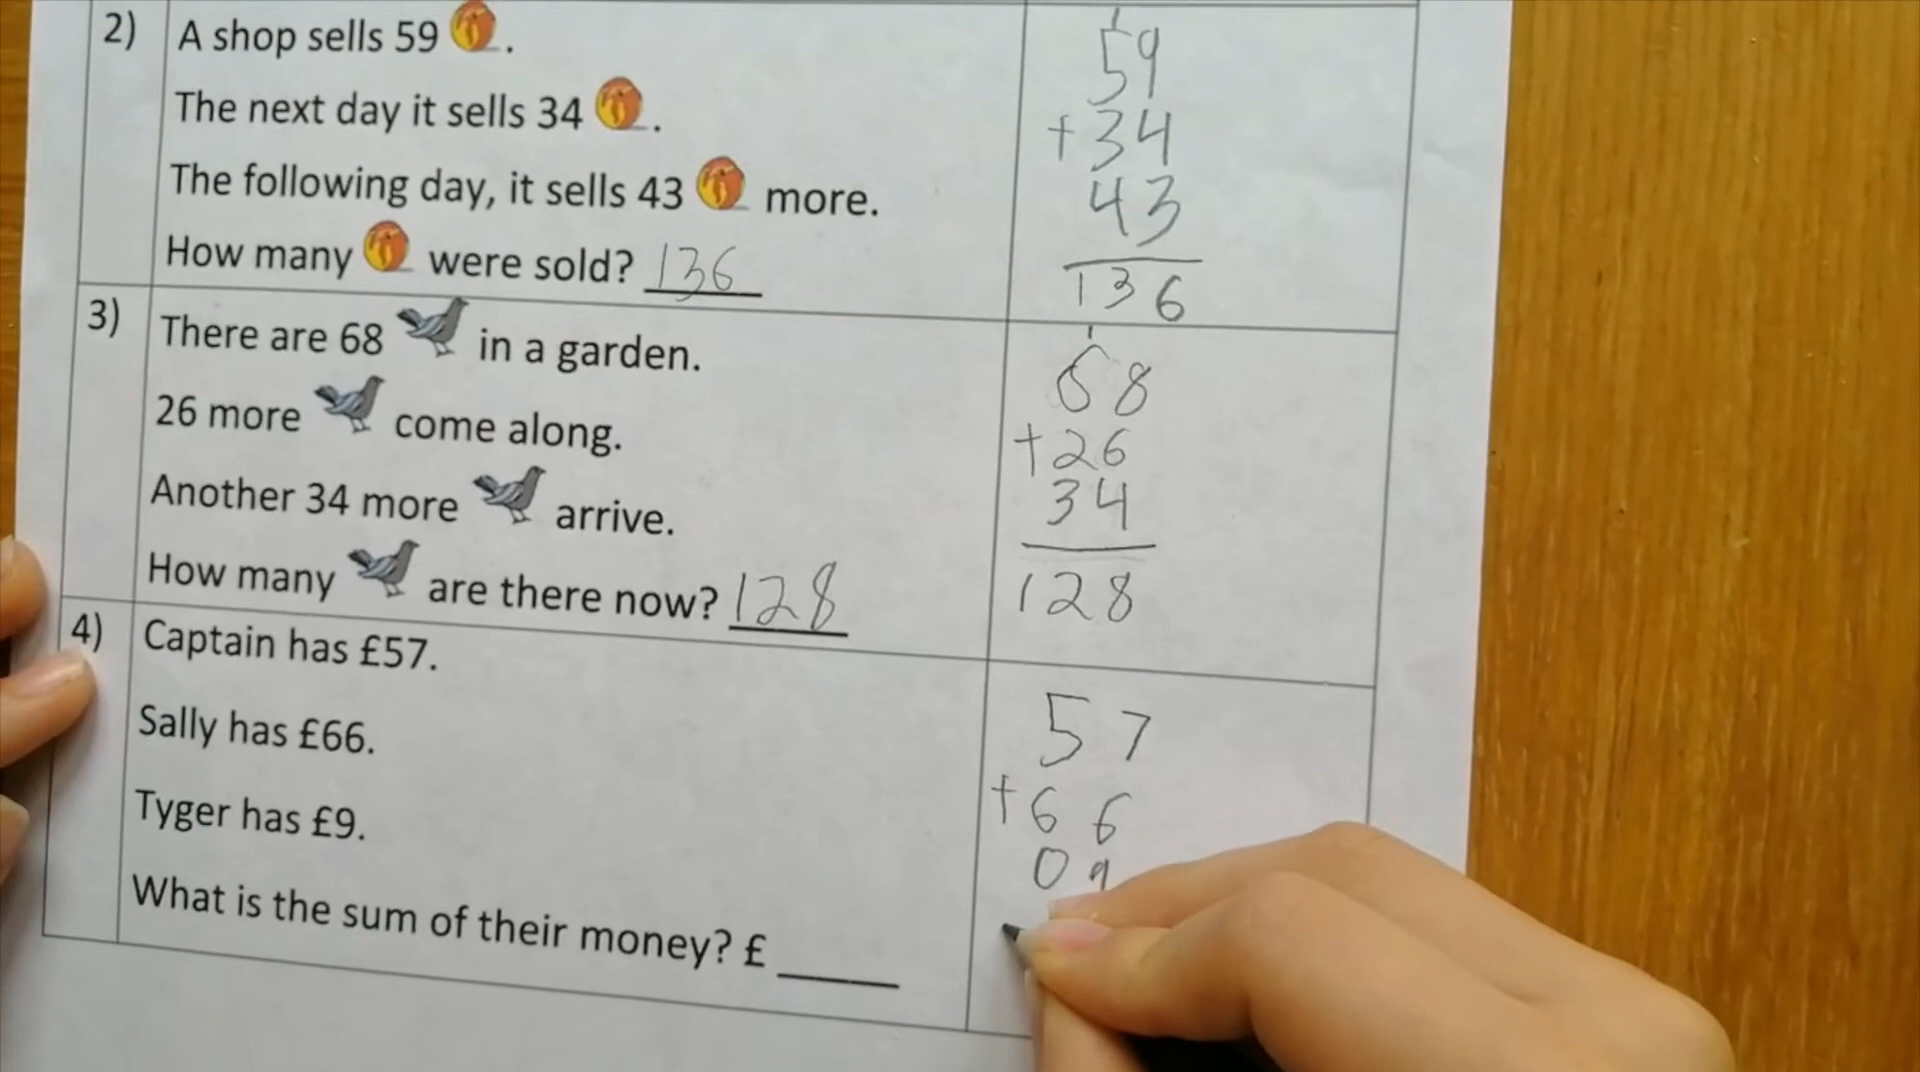 2) A shop sells 59 .
The next day it sells 34 .
The following day, it sells 43 more.
How many were sold? 136
1
59
+34
43
136
3) There are 68 in a garden.
26 more come along.
Another 34 more arrive.
How many are there now? 128
1
68
+26
34
128
4) Captain has £57.
Sally has £66.
Tyger has £9.
What is the sum of their money? £ _____
57
+66
09